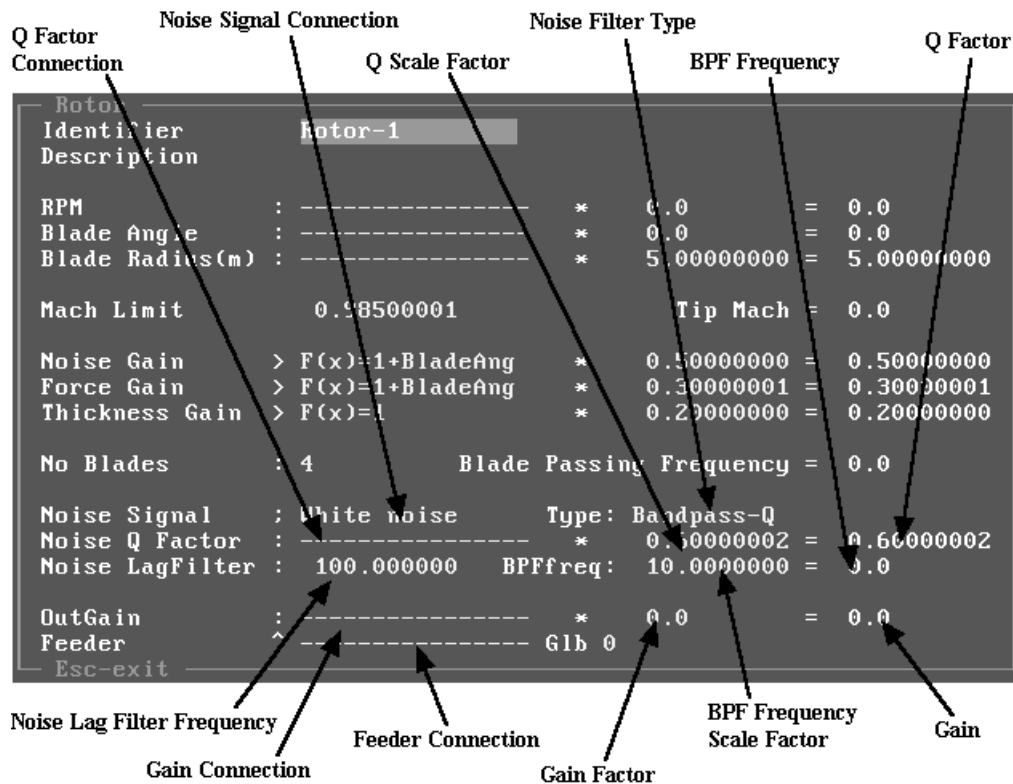 Noise Signal Connection
Noise Filter Type
Q Factor
Connection
Q Scale Factor
BPF Frequency
Q Factor
Rotor
Identifier Rotor-1
Description
RPM : ---------------- * 0.0 = 0.0
Blade Angle : ---------------- * 0.0 = 0.0
Blade Radius(m) : ---------------- * 5.00000000 = 5.00000000
Mach Limit 0.98500001 Tip Mach = 0.0
Noise Gain > F(x)=1+BladeAng * 0.50000000 = 0.50000000
Force Gain > F(x)=1+BladeAng * 0.30000001 = 0.30000001
Thickness Gain > F(x)=1 * 0.20000000 = 0.20000000
No Blades : 4 Blade Passing Frequency = 0.0
Noise Signal : White noise Type: Bandpass-Q
Noise Q Factor : ---------------- * 0.60000002 = 0.60000002
Noise LagFilter : 100.000000 BPFfreq: 10.0000000 = 0.0
OutGain : ---------------- * 0.0 = 0.0
Feeder ^ ---------------- Glb 0
Esc-exit
Noise Lag Filter Frequency
Feeder Connection
BPF Frequency
Scale Factor
Gain
Gain Connection
Gain Factor